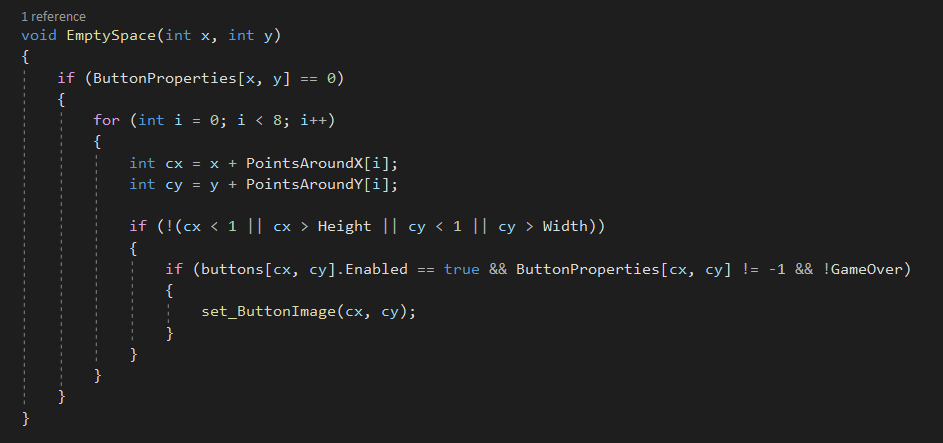 1 reference
void EmptySpace(int x, int y)
{
if (ButtonProperties[x, y] == 0)
{
for (int i = 0; i < 8; i++)
{
int cx = x + PointsAroundX[i];
int cy = y + PointsAroundY[i];
if (!(cx < 1 || cx > Height || cy < 1 || cy > Width))
{
if (buttons[cx, cy].Enabled == true && ButtonProperties[cx, cy] != -1 && !GameOver)
{
set_ButtonImage(cx, cy);
}
}
}
}
}